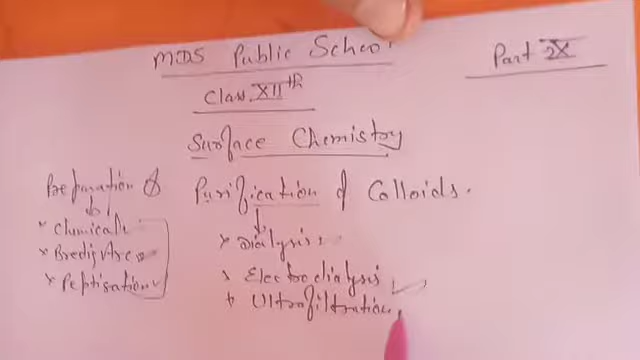 MDS Public School
Part IX
Class XIIth
Surface Chemistry
Preparation & Purification of Colloids.
* Chemical
* Dialysis
* Bredig's Arc
* Electrodialysis
* Peptisation
* Ultrafiltration